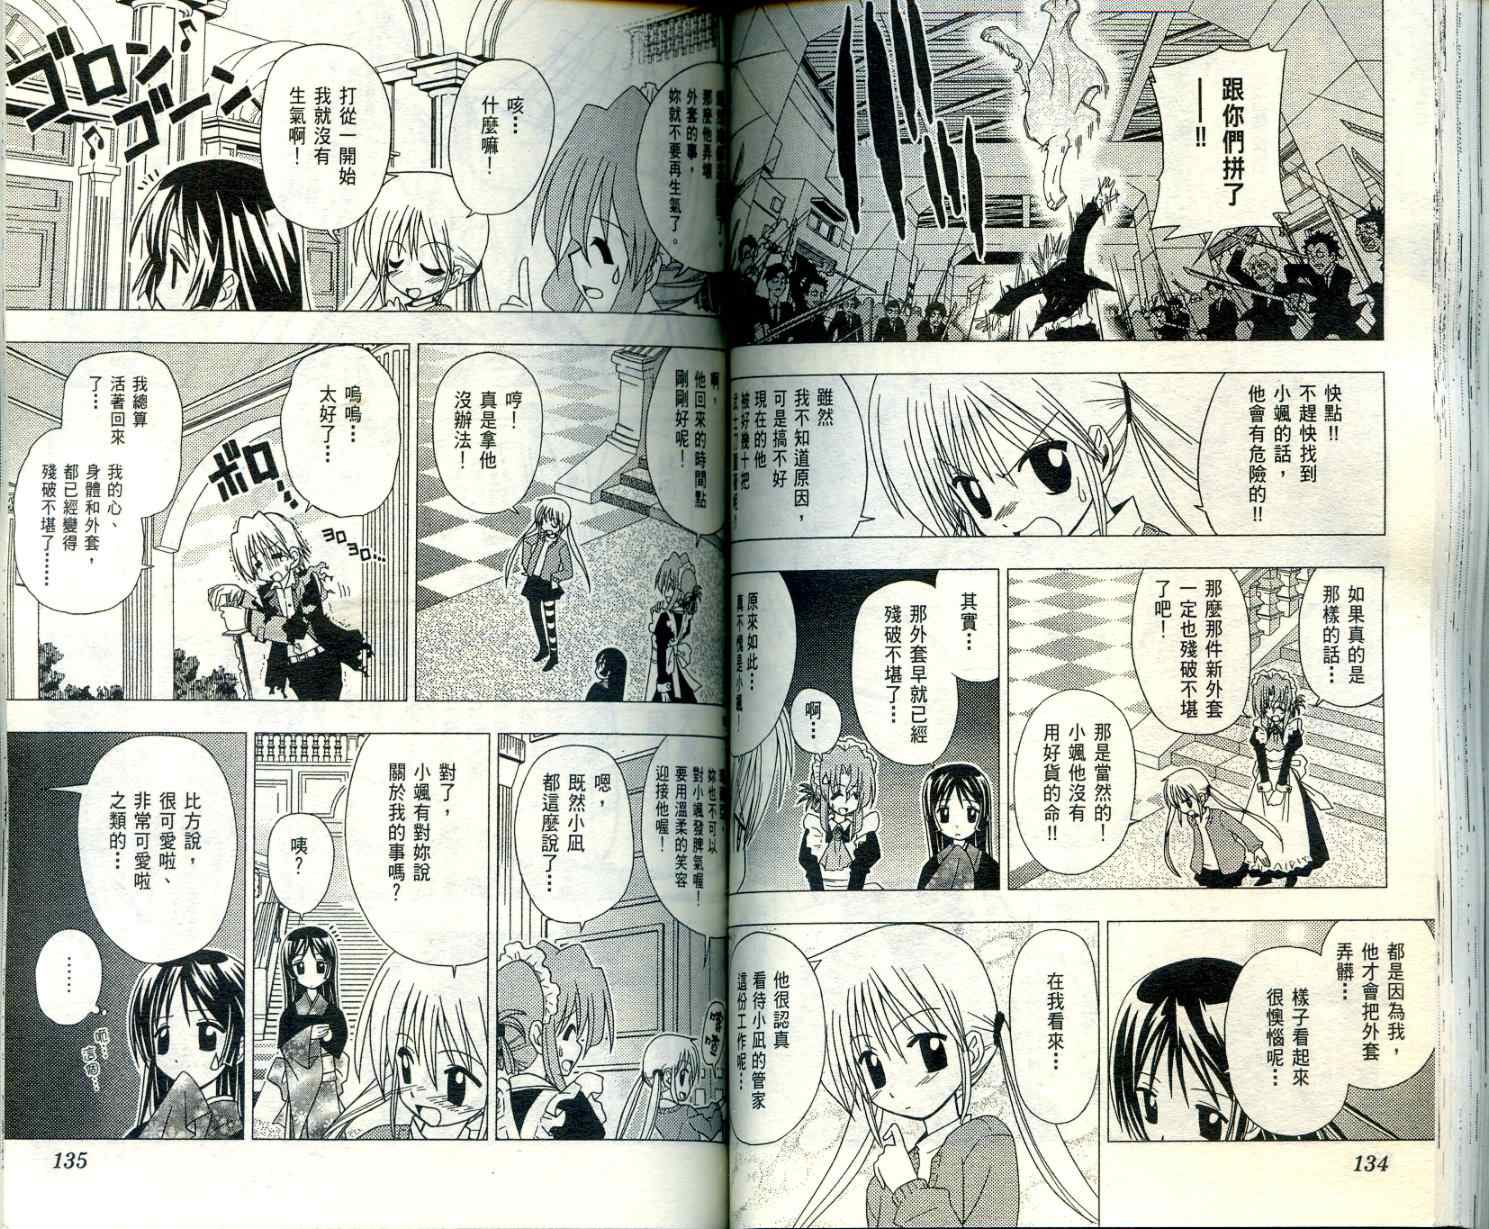 跟你們拼了
——!!
快點!!
不趕快找到
小颯的話，
他會有危險的!!
雖然
我不知道原因，
可是搞不好
現在的他
被好幾十把
如果真的是
那樣的話…
那麼那件新外套
一定也殘破不堪
了吧！
那是當然的！
小颯他沒有
用好貨的命!!
其實…
那外套早就已經
殘破不堪了…
啊…
原來如此…
真不愧是小颯！
都是因為我，
他才會把外套
弄髒…
樣子看起來
很懊惱呢…
在我看來…
他很認真
看待小凪的管家
這份工作呢…
134
那麼他弄壞
外套的事，
妳就不要再生氣了。
咳…
什麼嘛！
打從一開始
我就沒有
生氣啊！
ゴロンゴーン
啊，
他回來的時間點
剛剛好呢！
哼！
真是拿他
沒辦法！
嗚嗚…
太好了…
ボロ…
ヨロヨロ…
我總算
活著回來
了…
我的心、
身體和外套，
都已經變得
殘破不堪了……
妳也不可以
對小颯發脾氣喔！
要用溫柔的笑容
迎接他喔！
嗯，
既然小凪
都這麼說了…
對了，
小颯有對妳說
關於我的事嗎？
咦？
比方說，
很可愛啦、
非常可愛啦
之類的…
……
呃…
這個…
135